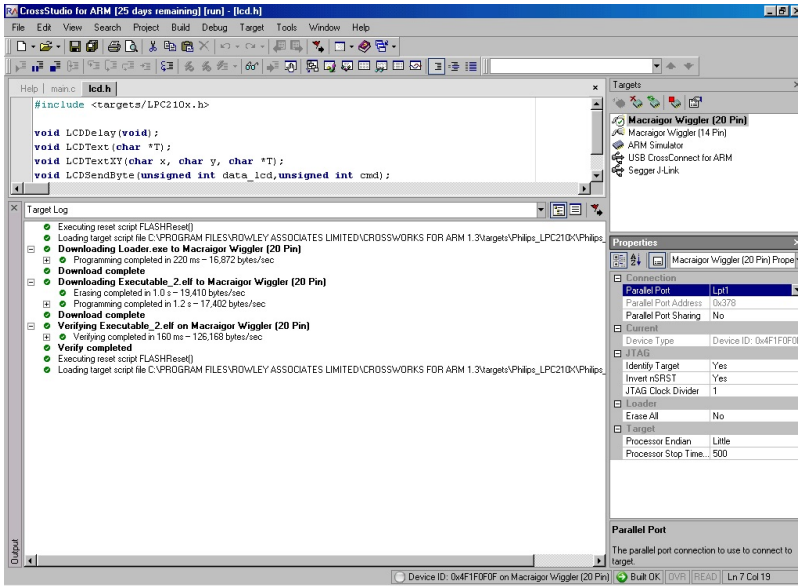 CrossStudio for ARM [25 days remaining] [run] - [lcd.h]
File Edit View Search Project Build Debug Target Tools Window Help
Help main.c lcd.h
#include <targets/LPC210x.h>
void LCDDelay(void);
void LCDText(char *T);
void LCDTextXY(char x, char y, char *T);
void LCDSendByte(unsigned int data_lcd,unsigned int cmd);
Target Log
Executing reset script FLASHReset()
Loading target script file C:\PROGRAM FILES\ROWLEY ASSOCIATES LIMITED\CROSSWORKS FOR ARM 1.3\targets\Philips_LPC210X\Philips_
Downloading Loader.exe to Macraigor Wiggler (20 Pin)
Programming completed in 220 ms – 16,872 bytes/sec
Download complete
Downloading Executable_2.elf to Macraigor Wiggler (20 Pin)
Erasing completed in 1.0 s – 19,410 bytes/sec
Programming completed in 1.2 s – 17,402 bytes/sec
Download complete
Verifying Executable_2.elf on Macraigor Wiggler (20 Pin)
Verifying completed in 160 ms – 126,168 bytes/sec
Verify completed
Executing reset script FLASHReset()
Loading target script file C:\PROGRAM FILES\ROWLEY ASSOCIATES LIMITED\CROSSWORKS FOR ARM 1.3\targets\Philips_LPC210X\Philips_
Output
Targets
Macraigor Wiggler (20 Pin)
Macraigor Wiggler (14 Pin)
ARM Simulator
USB CrossConnect for ARM
Segger J-Link
Properties
Macraigor Wiggler (20 Pin) Prope
Connection
Parallel Port Lpt1
Parallel Port Address 0x378
Parallel Port Sharing No
Current
Device Type Device ID: 0x4F1F0F0
JTAG
Identify Target Yes
Invert nSRST Yes
JTAG Clock Divider 1
Loader
Erase All No
Target
Processor Endian Little
Processor Stop Time... 500
Parallel Port
The parallel port connection to use to connect to target.
Device ID: 0x4F1F0F0F on Macraigor Wiggler (20 Pin) Built OK OVR READ Ln 7 Col 19